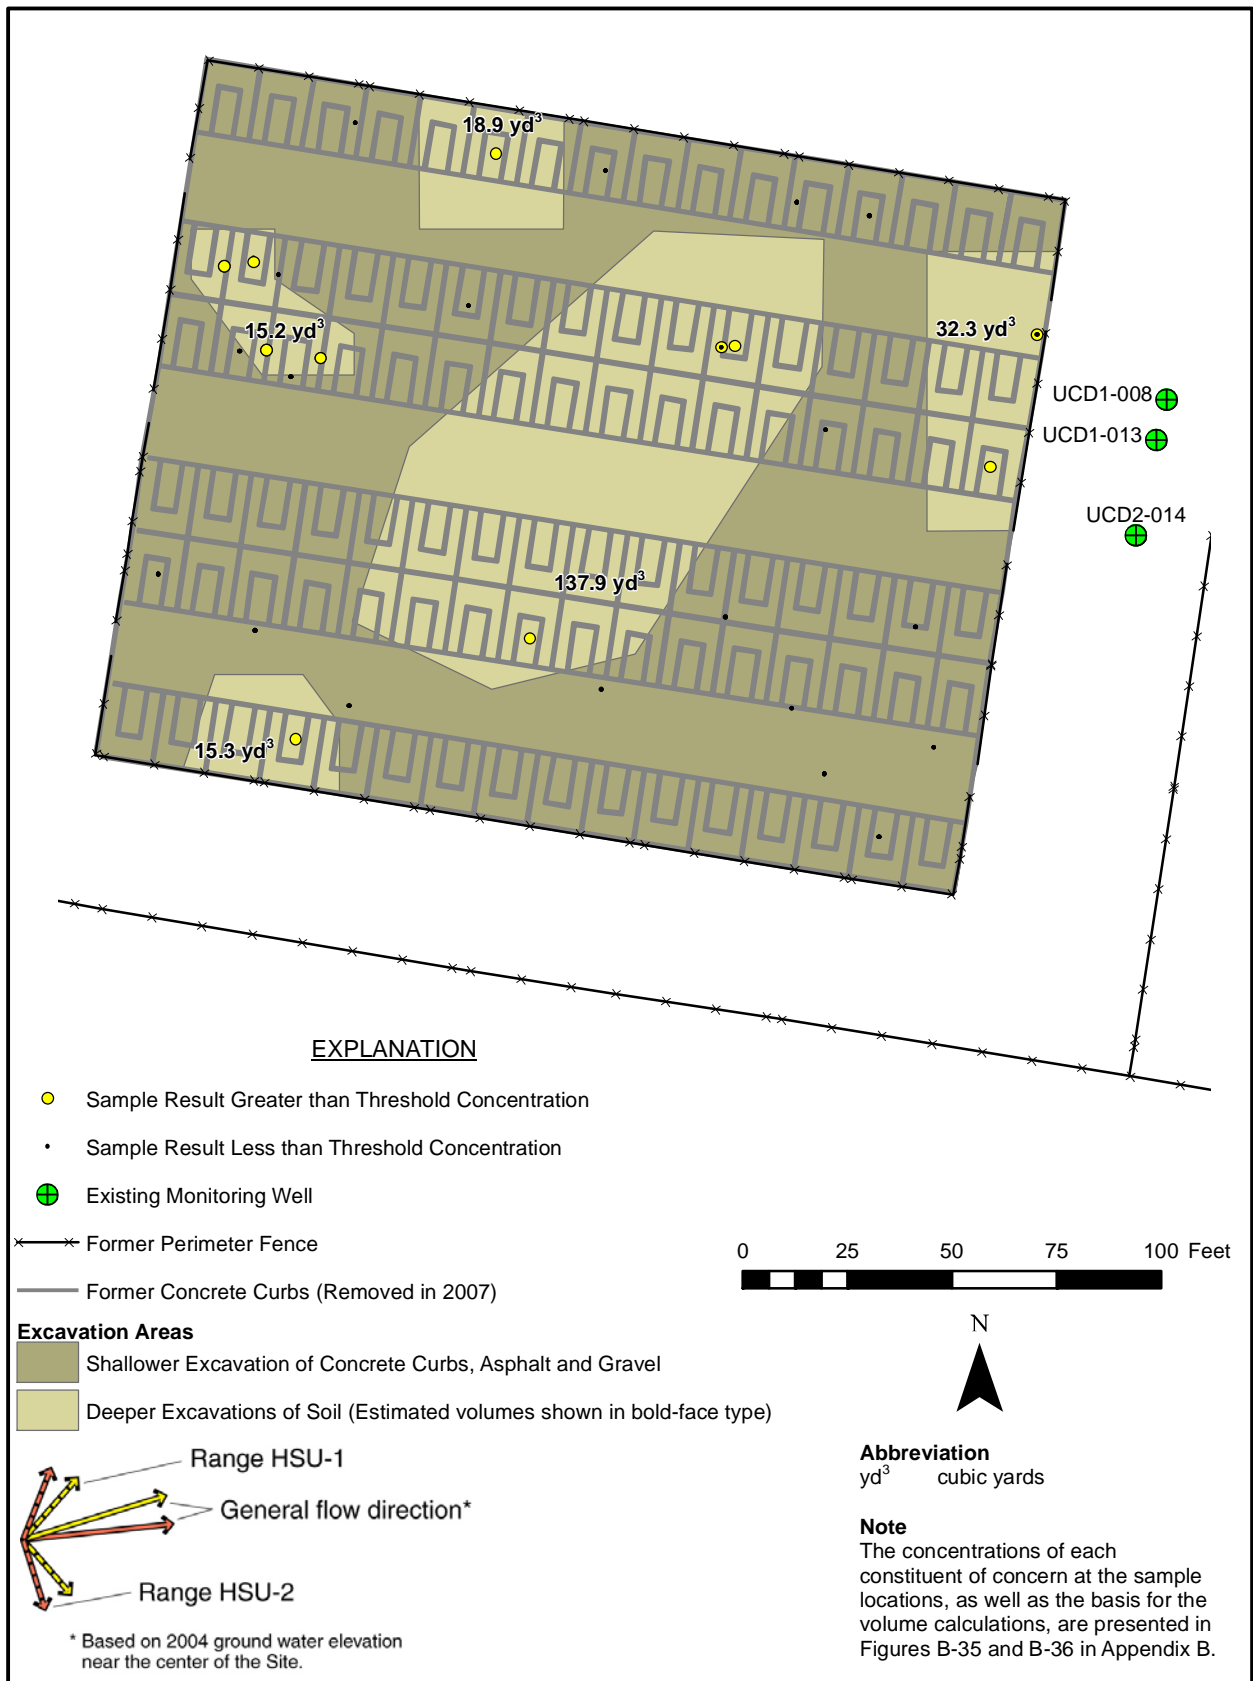 18.9 yd³
15.2 yd³
32.3 yd³
UCD1-008
UCD1-013
UCD2-014
137.9 yd³
15.3 yd³
EXPLANATION
Sample Result Greater than Threshold Concentration
Sample Result Less than Threshold Concentration
Existing Monitoring Well
Former Perimeter Fence
Former Concrete Curbs (Removed in 2007)
Excavation Areas
Shallower Excavation of Concrete Curbs, Asphalt and Gravel
Deeper Excavations of Soil (Estimated volumes shown in bold-face type)
Range HSU-1
General flow direction*
Range HSU-2
* Based on 2004 ground water elevation
near the center of the Site.
0 25 50 75 100 Feet
N
Abbreviation
yd³ cubic yards
Note
The concentrations of each
constituent of concern at the sample
locations, as well as the basis for the
volume calculations, are presented in
Figures B-35 and B-36 in Appendix B.